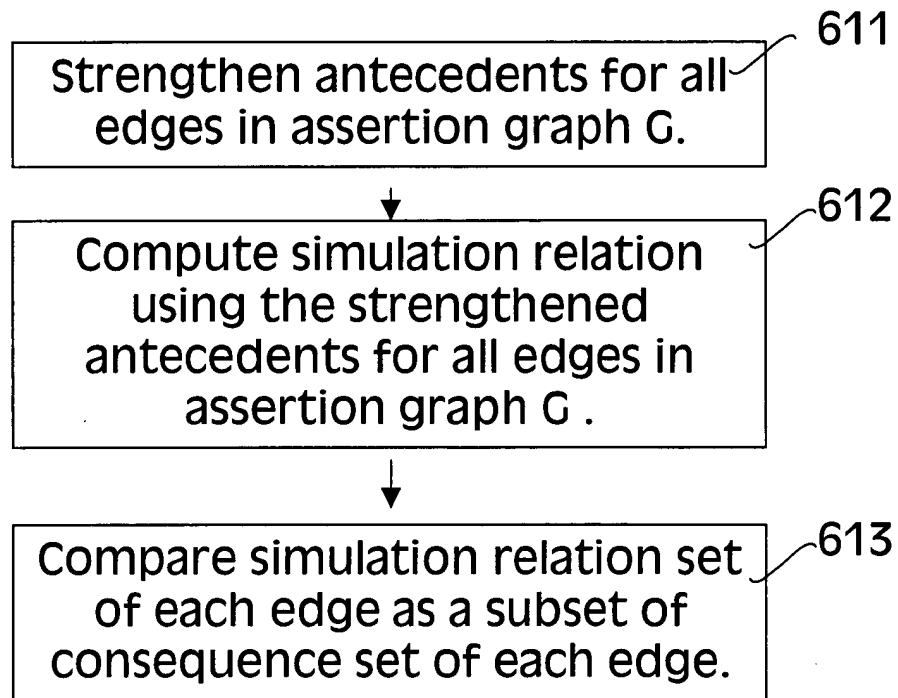 611
Strengthen antecedents for all
edges in assertion graph G.
612
Compute simulation relation
using the strengthened
antecedents for all edges in
assertion graph G .
613
Compare simulation relation set
of each edge as a subset of
consequence set of each edge.